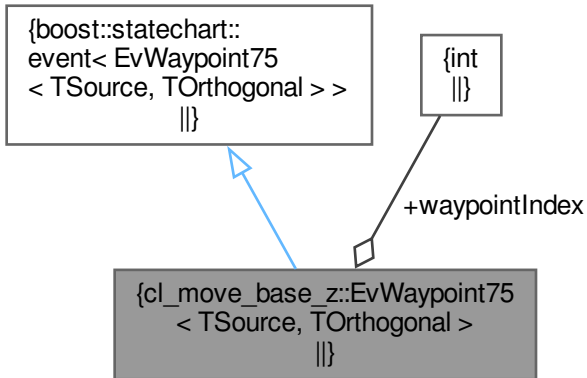 {boost::statechart::
event< EvWaypoint75
< TSource, TOrthogonal > >
||}
{int
||}
+waypointIndex
{cl_move_base_z::EvWaypoint75
< TSource, TOrthogonal >
||}